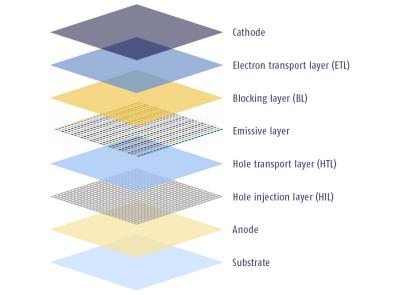 Cathode
Electron transport layer (ETL)
Blocking layer (BL)
Emissive layer
Hole transport layer (HTL)
Hole injection layer (HIL)
Anode
Substrate